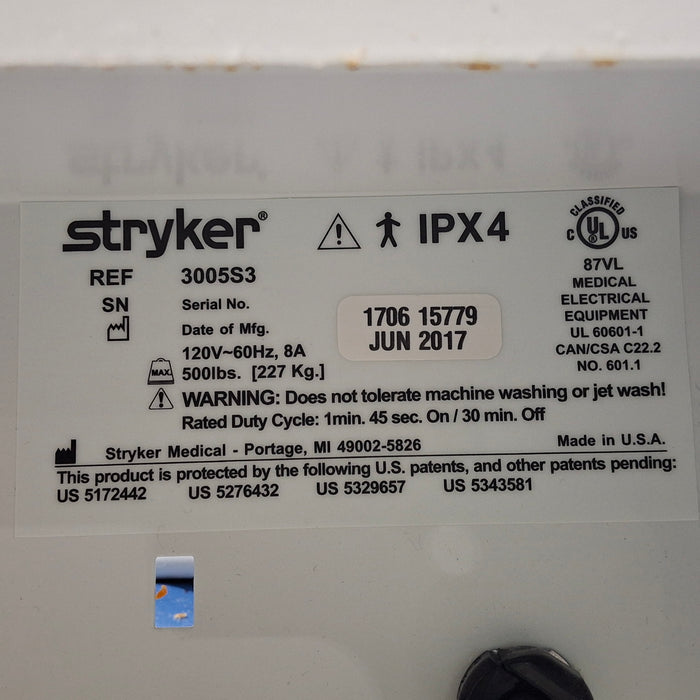 stryker® IPX4
REF 3005S3
SN Serial No.
Date of Mfg.
1706 15779
JUN 2017
120V~60Hz, 8A
MAX 500lbs. [227 Kg.]
CLASSIFIED
C UL US
87VL
MEDICAL
ELECTRICAL
EQUIPMENT
UL 60601-1
CAN/CSA C22.2
NO. 601.1
WARNING: Does not tolerate machine washing or jet wash!
Rated Duty Cycle: 1min. 45 sec. On / 30 min. Off
Stryker Medical - Portage, MI 49002-5826 Made in U.S.A.
This product is protected by the following U.S. patents, and other patents pending:
US 5172442 US 5276432 US 5329657 US 5343581